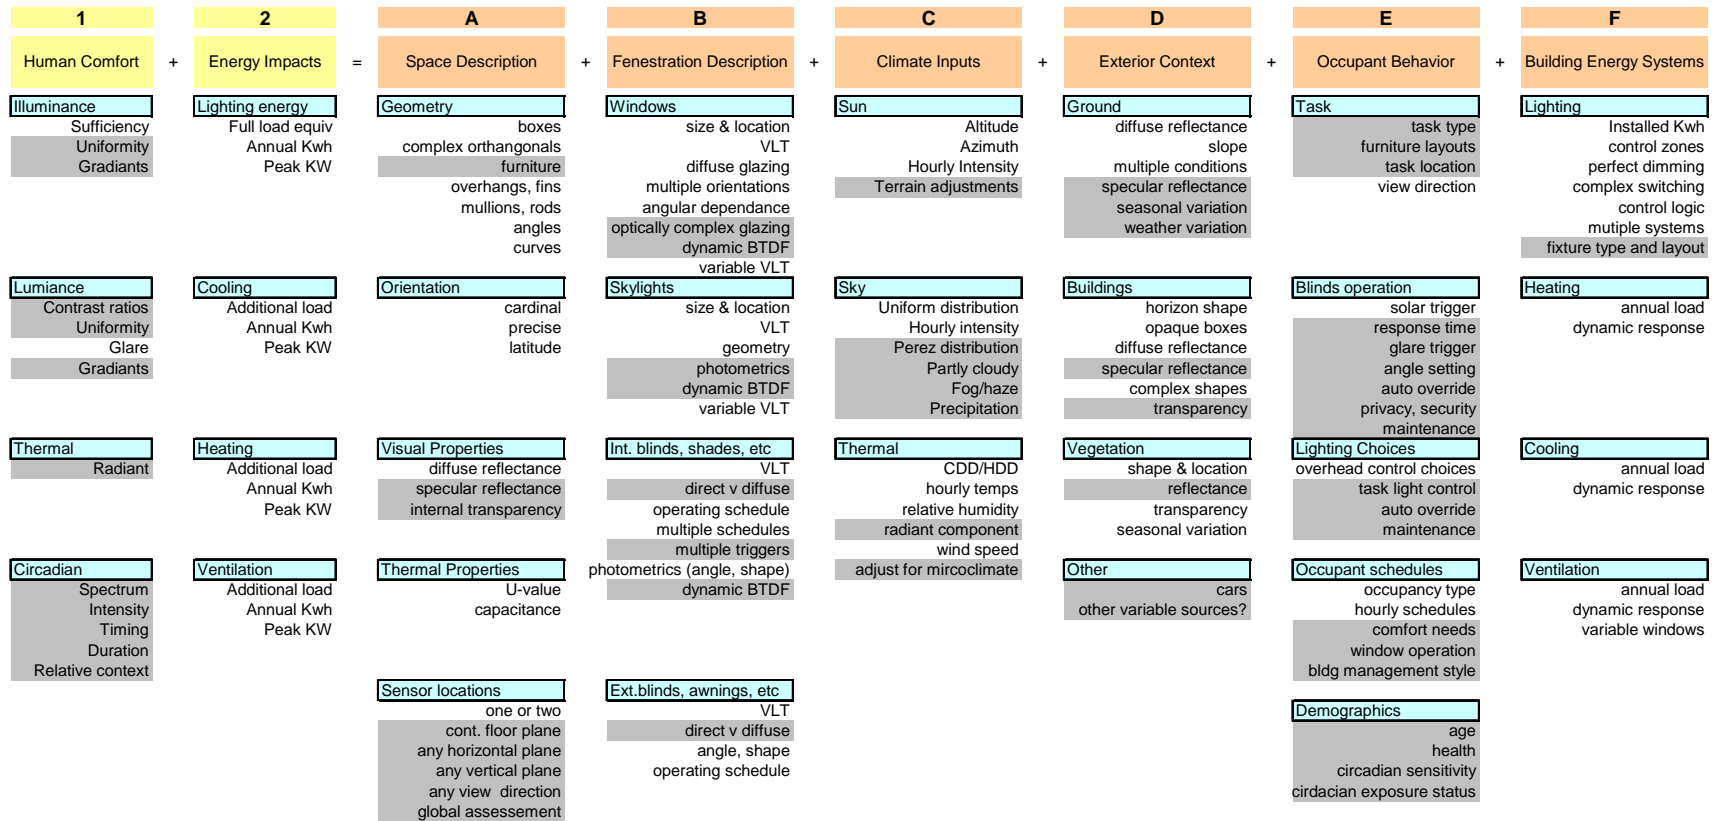 1 2 A B C D E F
Human Comfort + Energy Impacts = Space Description + Fenestration Description + Climate Inputs + Exterior Context + Occupant Behavior + Building Energy Systems
Illuminance
Sufficiency
Uniformity
Gradiants
Lumiance
Contrast ratios
Uniformity
Glare
Gradiants
Thermal
Radiant
Circadian
Spectrum
Intensity
Timing
Duration
Relative context
Lighting energy
Full load equiv
Annual Kwh
Peak KW
Cooling
Additional load
Annual Kwh
Peak KW
Heating
Additional load
Annual Kwh
Peak KW
Ventilation
Additional load
Annual Kwh
Peak KW
Geometry
boxes
complex orthangonals
furniture
overhangs, fins
mullions, rods
angles
curves
Orientation
cardinal
precise
latitude
Visual Properties
diffuse reflectance
specular reflectance
internal transparency
Thermal Properties
U-value
capacitance
Sensor locations
one or two
cont. floor plane
any horizontal plane
any vertical plane
any view direction
global assessement
Windows
size & location
VLT
diffuse glazing
multiple orientations
angular dependance
optically complex glazing
dynamic BTDF
variable VLT
Skylights
size & location
VLT
geometry
photometrics
dynamic BTDF
variable VLT
Int. blinds, shades, etc
VLT
direct v diffuse
operating schedule
multiple schedules
multiple triggers
photometrics (angle, shape)
dynamic BTDF
Ext.blinds, awnings, etc
VLT
direct v diffuse
angle, shape
operating schedule
Sun
Altitude
Azimuth
Hourly Intensity
Terrain adjustments
Sky
Uniform distribution
Hourly intensity
Perez distribution
Partly cloudy
Fog/haze
Precipitation
Thermal
CDD/HDD
hourly temps
relative humidity
radiant component
wind speed
adjust for mircoclimate
Ground
diffuse reflectance
slope
multiple conditions
specular reflectance
seasonal variation
weather variation
Buildings
horizon shape
opaque boxes
diffuse reflectance
specular reflectance
complex shapes
transparency
Vegetation
shape & location
reflectance
transparency
seasonal variation
Other
cars
other variable sources?
Task
task type
furniture layouts
task location
view direction
Blinds operation
solar trigger
response time
glare trigger
angle setting
auto override
privacy, security
maintenance
Lighting Choices
overhead control choices
task light control
auto override
maintenance
Occupant schedules
occupancy type
hourly schedules
comfort needs
window operation
bldg management style
Demographics
age
health
circadian sensitivity
cirdacian exposure status
Lighting
Installed Kwh
control zones
perfect dimming
complex switching
control logic
mutiple systems
fixture type and layout
Heating
annual load
dynamic response
Cooling
annual load
dynamic response
Ventilation
annual load
dynamic response
variable windows